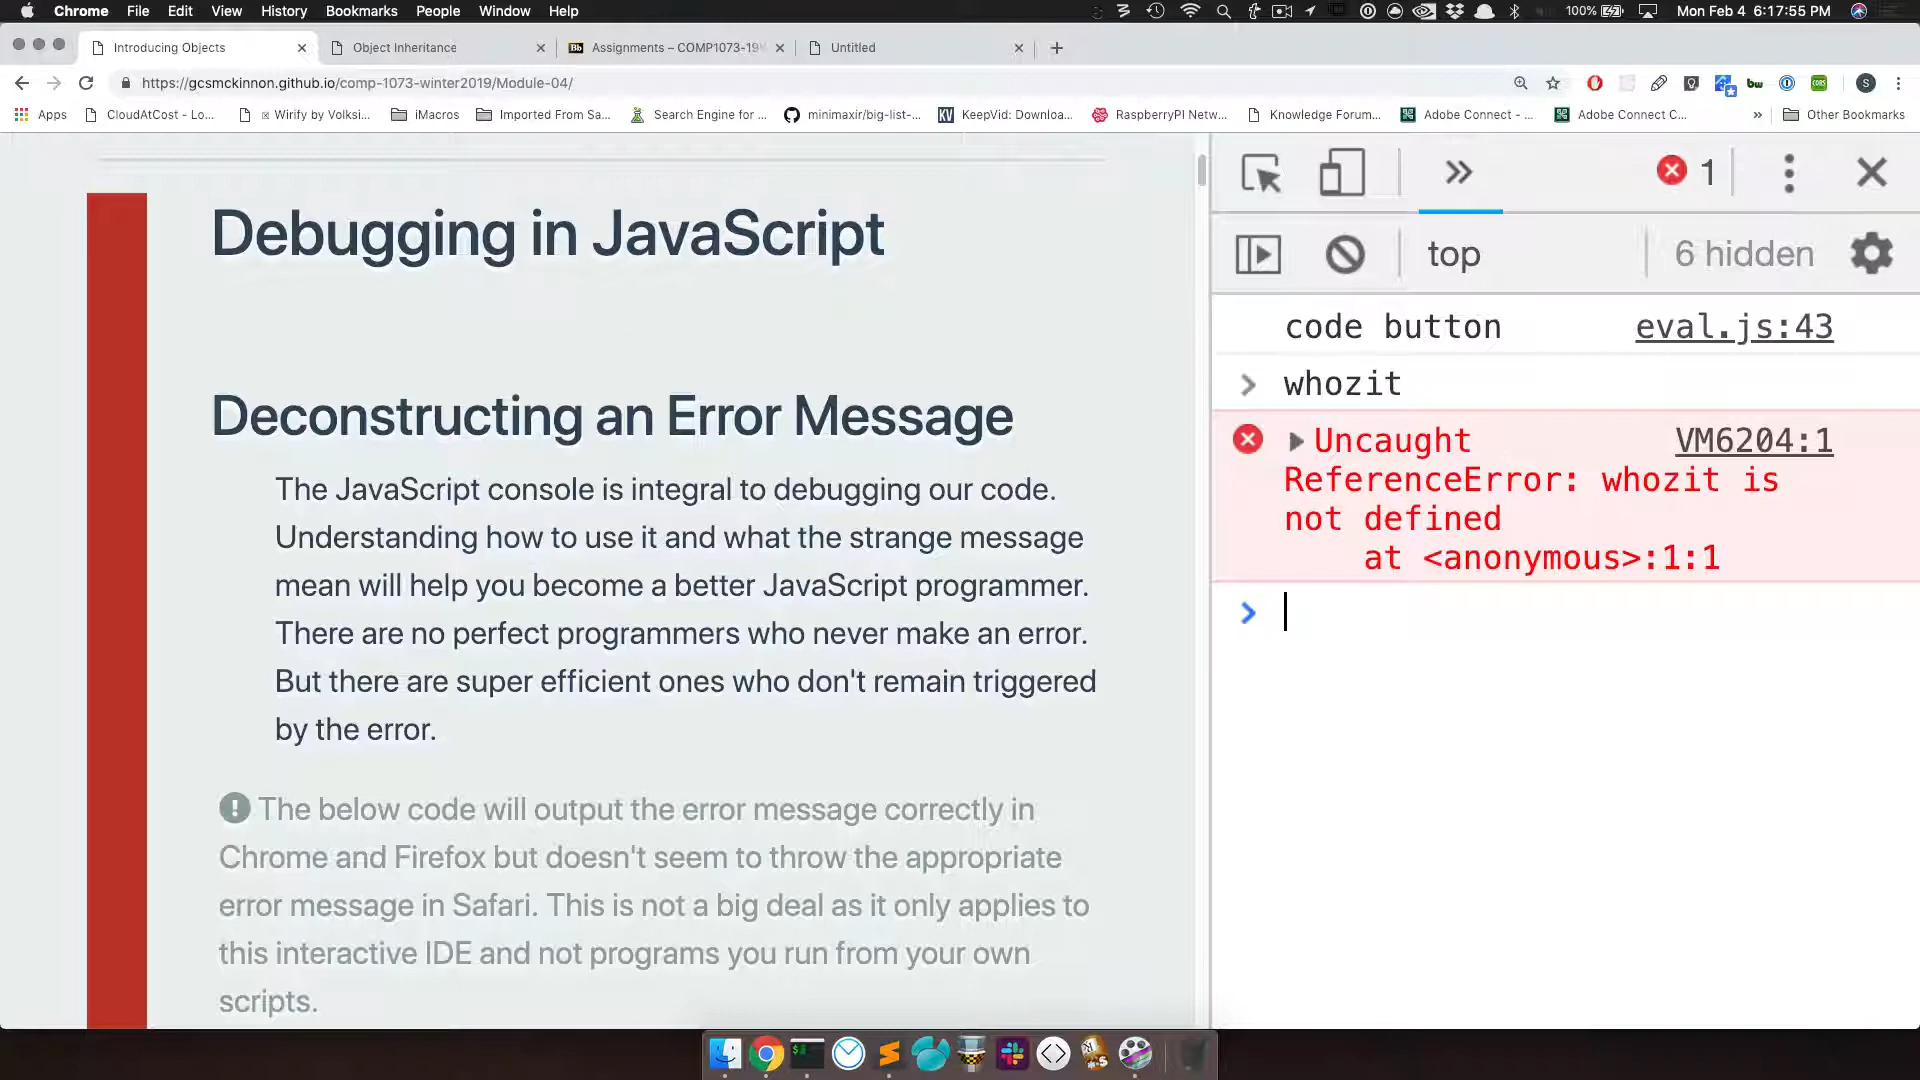 Chrome File Edit View History Bookmarks People Window Help 100% Mon Feb 4 6:17:55 PM
Introducing Objects Object Inheritance Bb Assignments – COMP1073-19 Untitled
https://gcsmckinnon.github.io/comp-1073-winter2019/Module-04/ bw CORS S
Apps CloudAtCost - Lo... Wirify by Volksi... iMacros Imported From Sa... Search Engine for ... minimaxir/big-list-... KV KeepVid: Downloa... RaspberryPI Netw... Knowledge Forum... Adobe Connect - ... Adobe Connect C... » Other Bookmarks
Debugging in JavaScript
Deconstructing an Error Message
The JavaScript console is integral to debugging our code.
Understanding how to use it and what the strange message
mean will help you become a better JavaScript programmer.
There are no perfect programmers who never make an error.
But there are super efficient ones who don't remain triggered
by the error.
The below code will output the error message correctly in
Chrome and Firefox but doesn't seem to throw the appropriate
error message in Safari. This is not a big deal as it only applies to
this interactive IDE and not programs you run from your own
scripts.
1
top 6 hidden
code button eval.js:43
> whozit
Uncaught VM6204:1
ReferenceError: whozit is
not defined
at <anonymous>:1:1
>